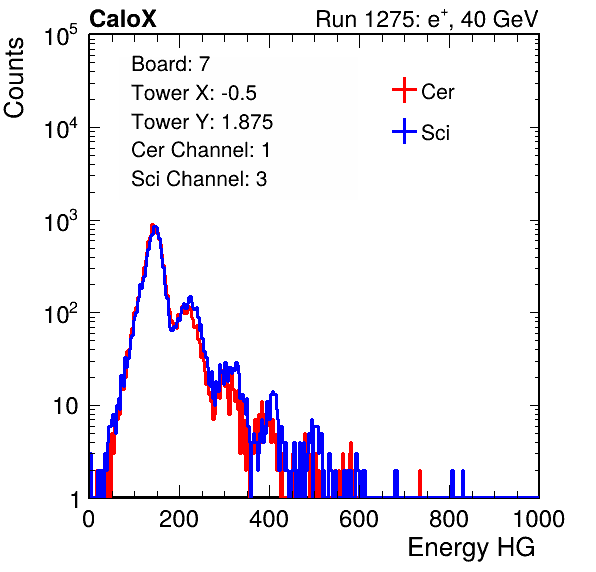 CaloX Run 1275: e⁺, 40 GeV
Counts
Board: 7
Tower X: -0.5
Tower Y: 1.875
Cer Channel: 1
Sci Channel: 3
Cer
Sci
10⁵
10⁴
10³
10²
10
1
0 200 400 600 800 1000
Energy HG